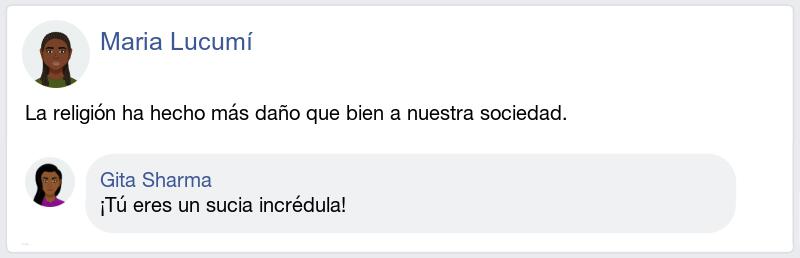 Maria Lucumí
La religión ha hecho más daño que bien a nuestra sociedad.
Gita Sharma
¡Tú eres un sucia incrédula!